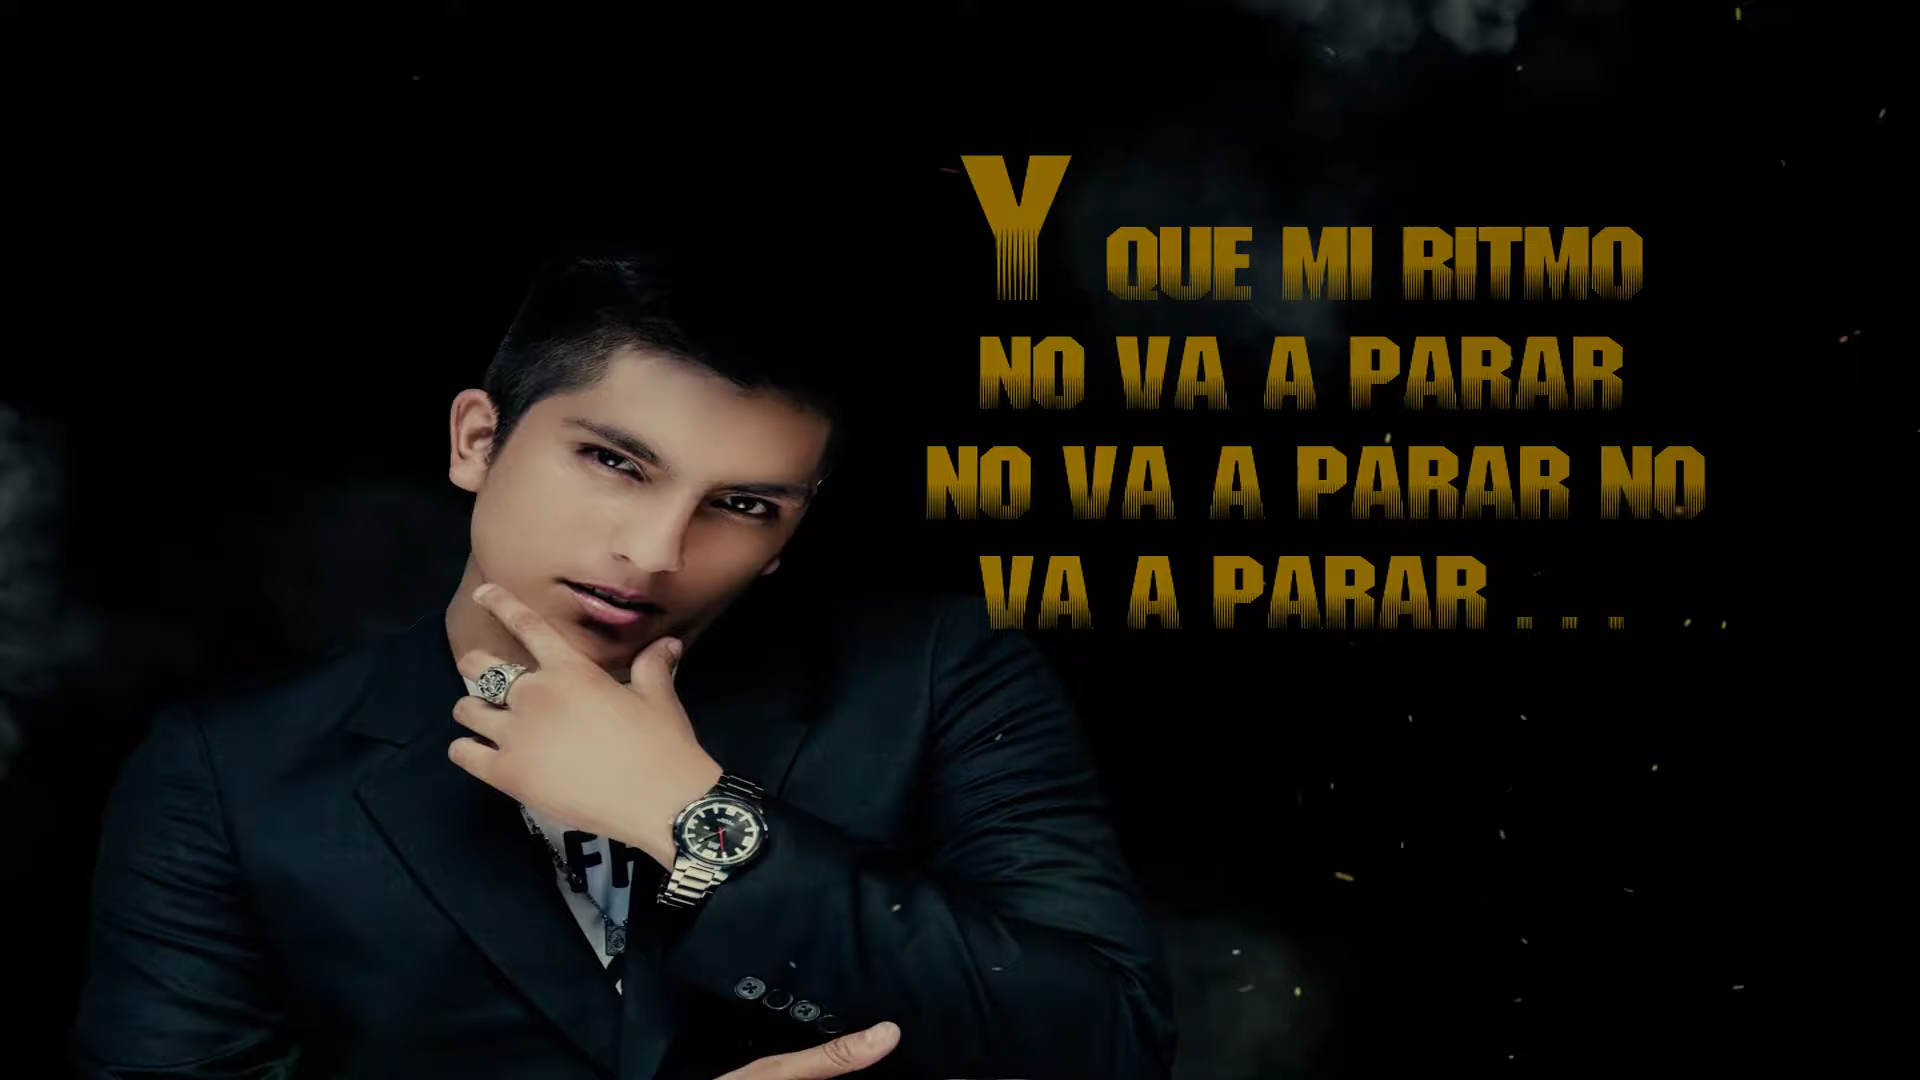 Y QUE MI RITMO
NO VA A PARAR
NO VA A PARAR NO
VA A PARAR...